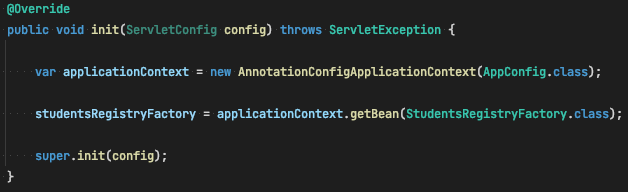 @Override
public void init(ServletConfig config) throws ServletException {
var applicationContext = new AnnotationConfigApplicationContext(AppConfig.class);
studentsRegistryFactory = applicationContext.getBean(StudentsRegistryFactory.class);
super.init(config);
}